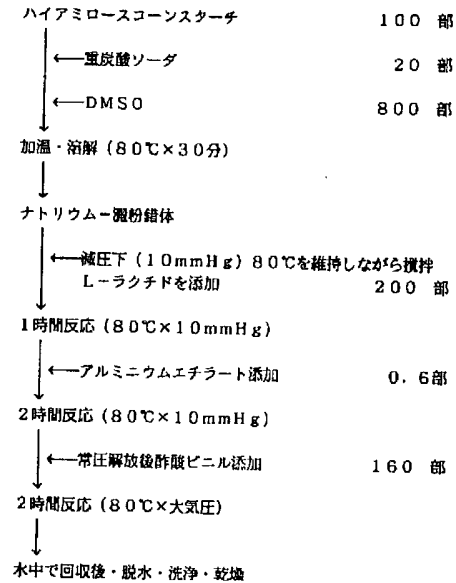 ハイアミロースコーンスターチ 100 部
←重炭酸ソーダ 20 部
←DMSO 800 部
加温・溶解(80℃×30分)
ナトリウム-澱粉錯体
←減圧下(10mmHg)80℃を維持しながら攪拌
L-ラクチドを添加 200 部
1時間反応(80℃×10mmHg)
←アルミニウムエチラート添加 0.6部
2時間反応(80℃×10mmHg)
←常圧解放後酢酸ビニル添加 160 部
2時間反応(80℃×大気圧)
水中で回収後・脱水・洗浄・乾燥